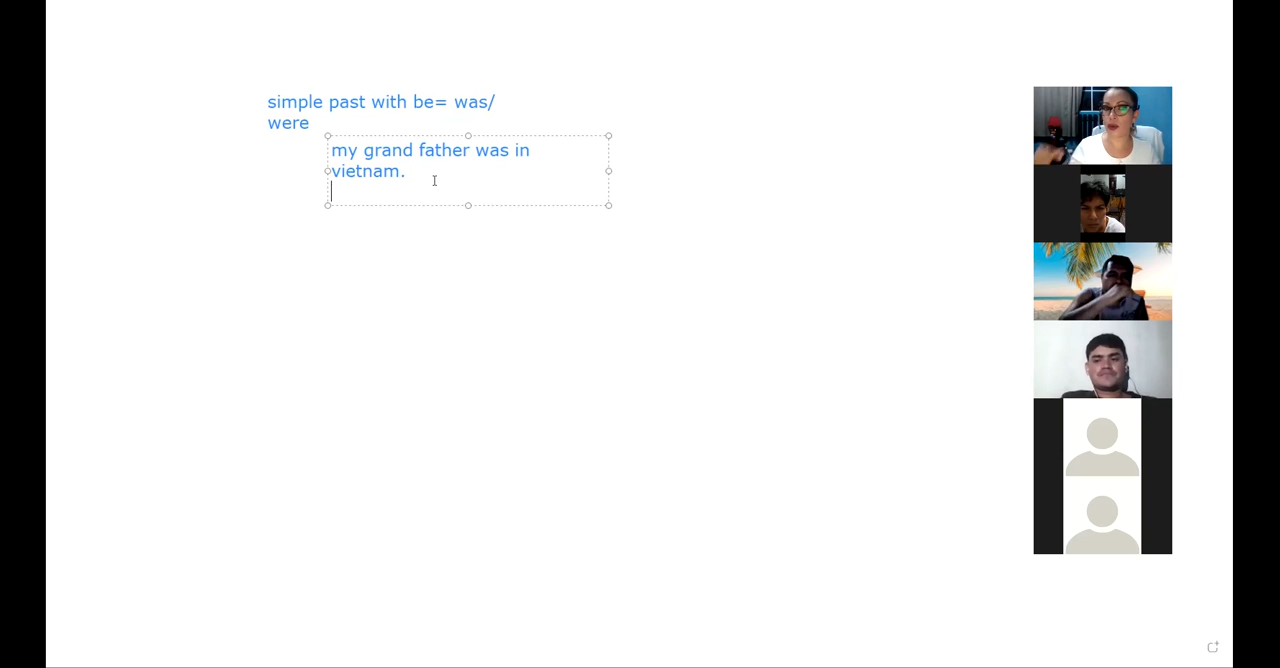 simple past with be= was/
were
my grand father was in
vietnam.